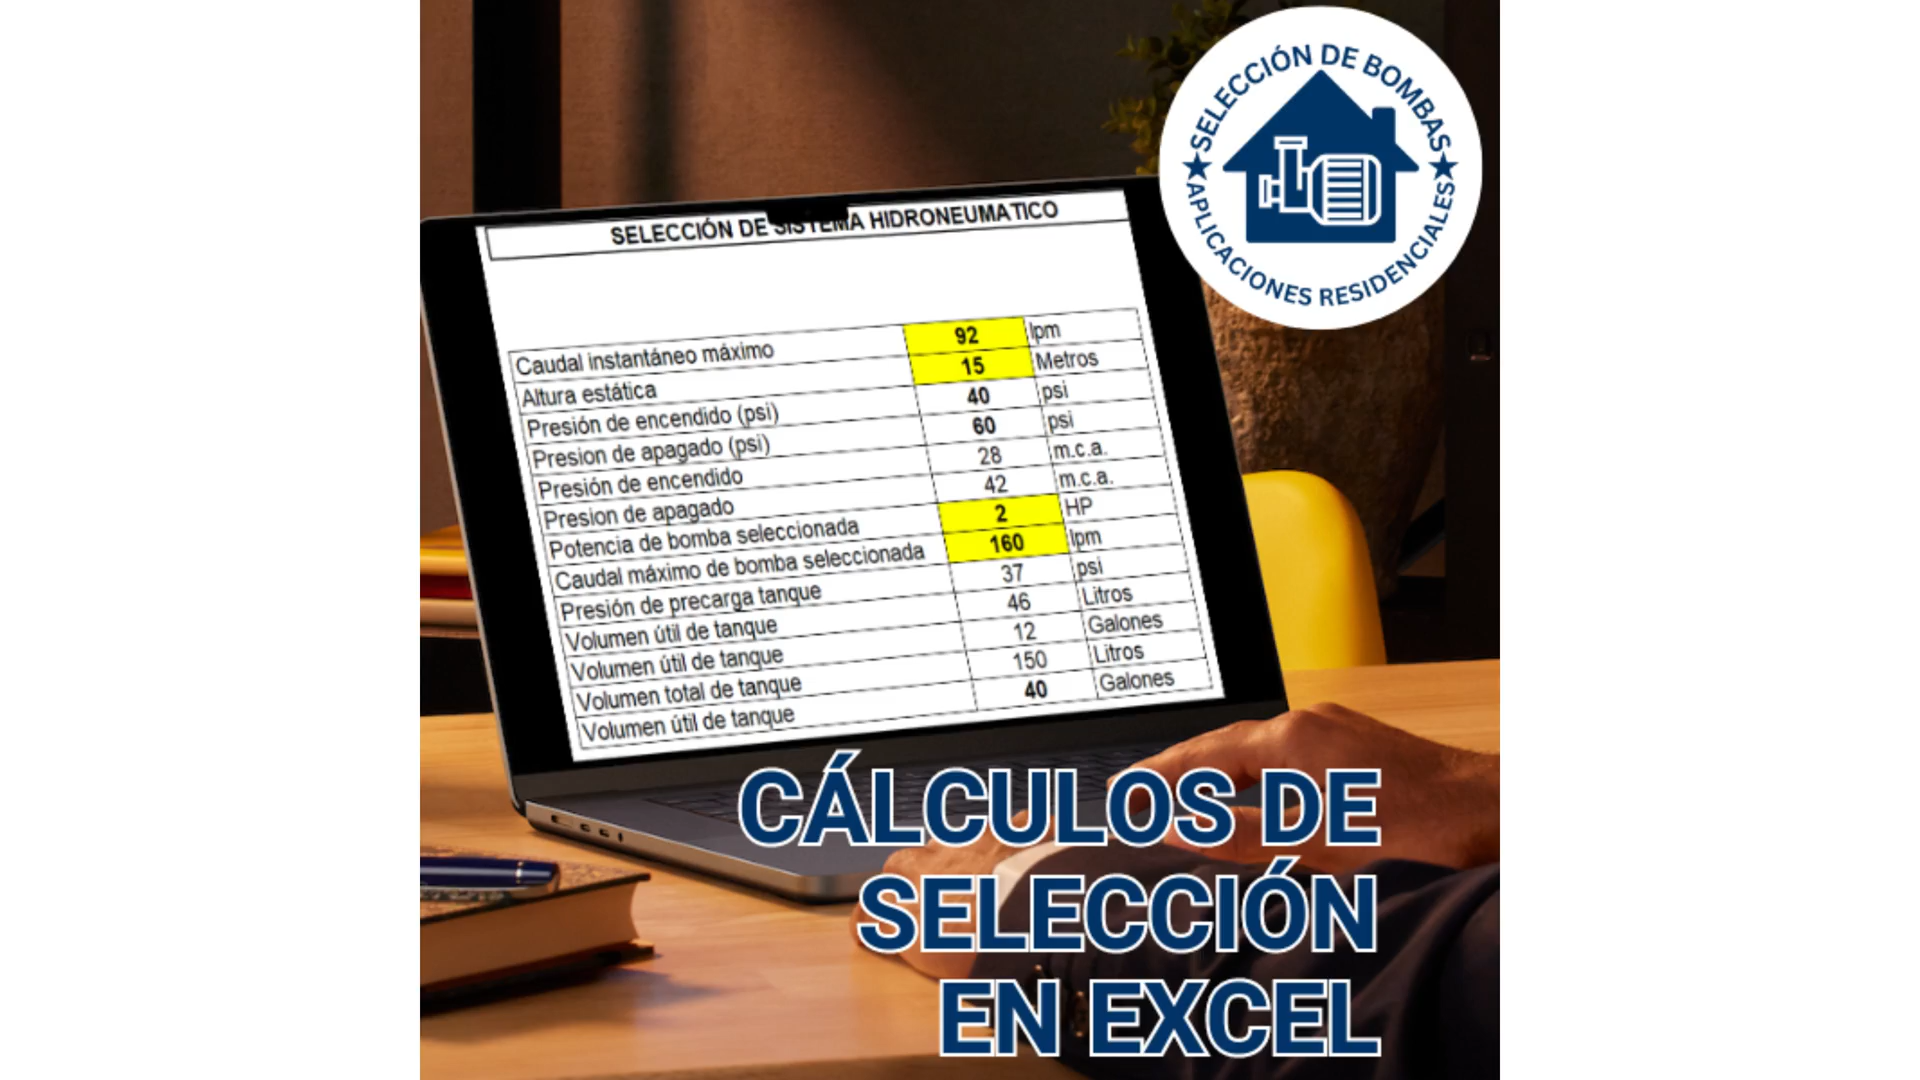 SELECCIÓN DE BOMBAS
APLICACIONES RESIDENCIALES
SELECCIÓN DE SISTEMA HIDRONEUMATICO
Caudal instantáneo máximo 92 lpm
Altura estática 15 Metros
Presión de encendido (psi) 40 psi
Presion de apagado (psi) 60 psi
Presión de encendido 28 m.c.a.
Presion de apagado 42 m.c.a.
Potencia de bomba seleccionada 2 HP
Caudal máximo de bomba seleccionada 160 lpm
Presión de precarga tanque 37 psi
Volumen útil de tanque 46 Litros
Volumen útil de tanque 12 Galones
Volumen total de tanque 150 Litros
Volumen útil de tanque 40 Galones
CÁLCULOS DE
SELECCIÓN
EN EXCEL